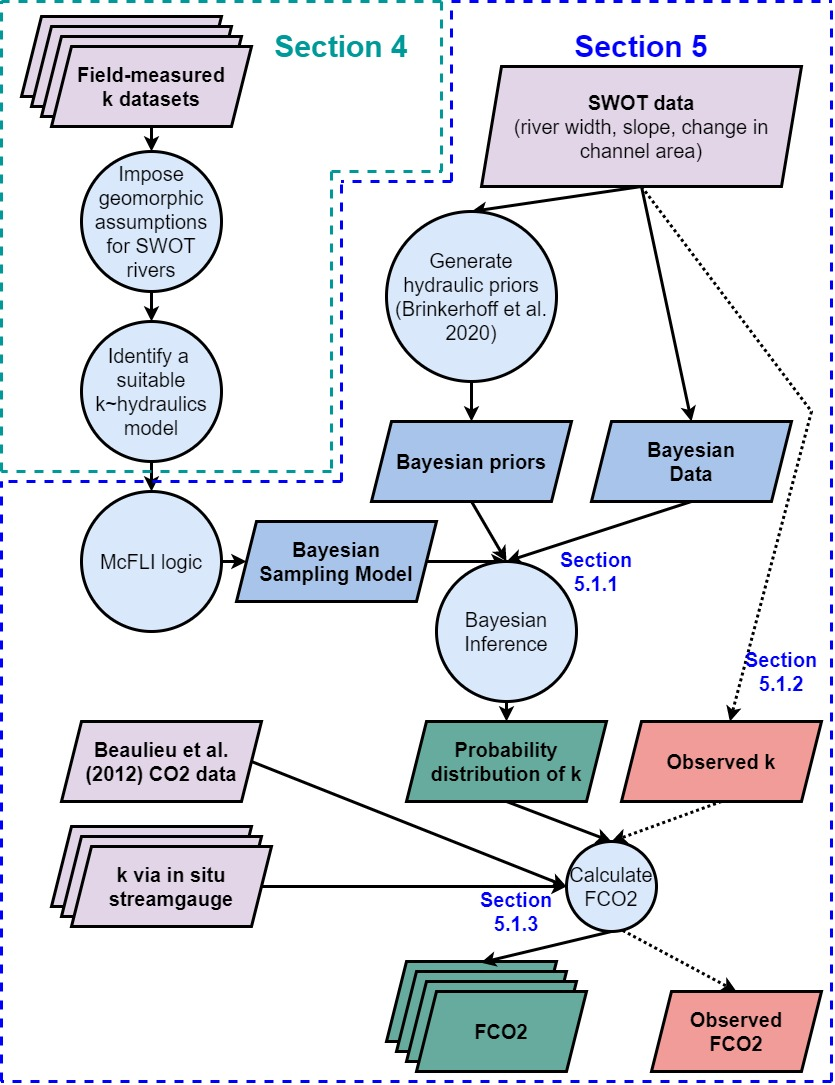 Section 4
Section 5
Field-measured
k datasets
SWOT data
(river width, slope, change in
channel area)
Impose
geomorphic
assumptions
for SWOT
rivers
Generate
hydraulic priors
(Brinkerhoff et al.
2020)
Identify a
suitable
k~hydraulics
model
Bayesian priors
Bayesian
Data
McFLI logic
Bayesian
Sampling Model
Section
5.1.1
Bayesian
Inference
Section
5.1.2
Beaulieu et al.
(2012) CO2 data
Probability
distribution of k
Observed k
k via in situ
streamgauge
Calculate
FCO2
Section
5.1.3
FCO2
Observed
FCO2